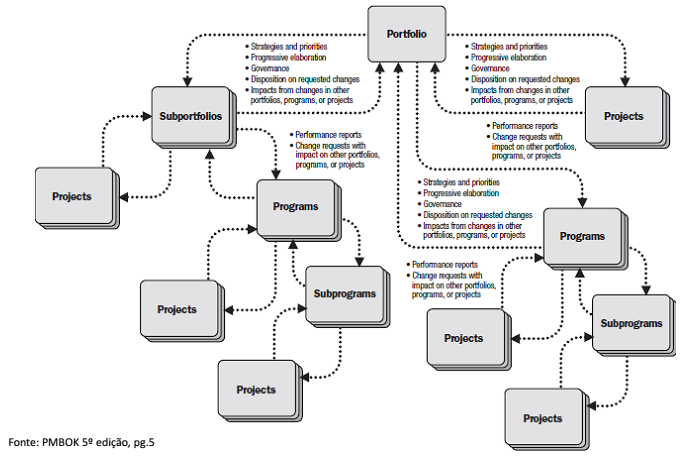 Portfolio
• Strategies and priorities
• Progressive elaboration
• Governance
• Disposition on requested changes
• Impacts from changes in other
portfolios, programs, or projects
• Strategies and priorities
• Progressive elaboration
• Governance
• Disposition on requested changes
• Impacts from changes in other
portfolios, programs, or projects
Subportfolios
Projects
• Performance reports
• Change requests with
impact on other portfolios,
programs, or projects
• Performance reports
• Change requests with
impact on other portfolios,
programs, or projects
Projects
• Strategies and priorities
• Progressive elaboration
• Governance
• Disposition on requested changes
• Impacts from changes in other
portfolios, programs, or projects
Programs
Programs
• Performance reports
• Change requests with
impact on other portfolios,
programs, or projects
Projects
Subprograms
Projects
Subprograms
Projects
Projects
Fonte: PMBOK 5º edição, pg.5